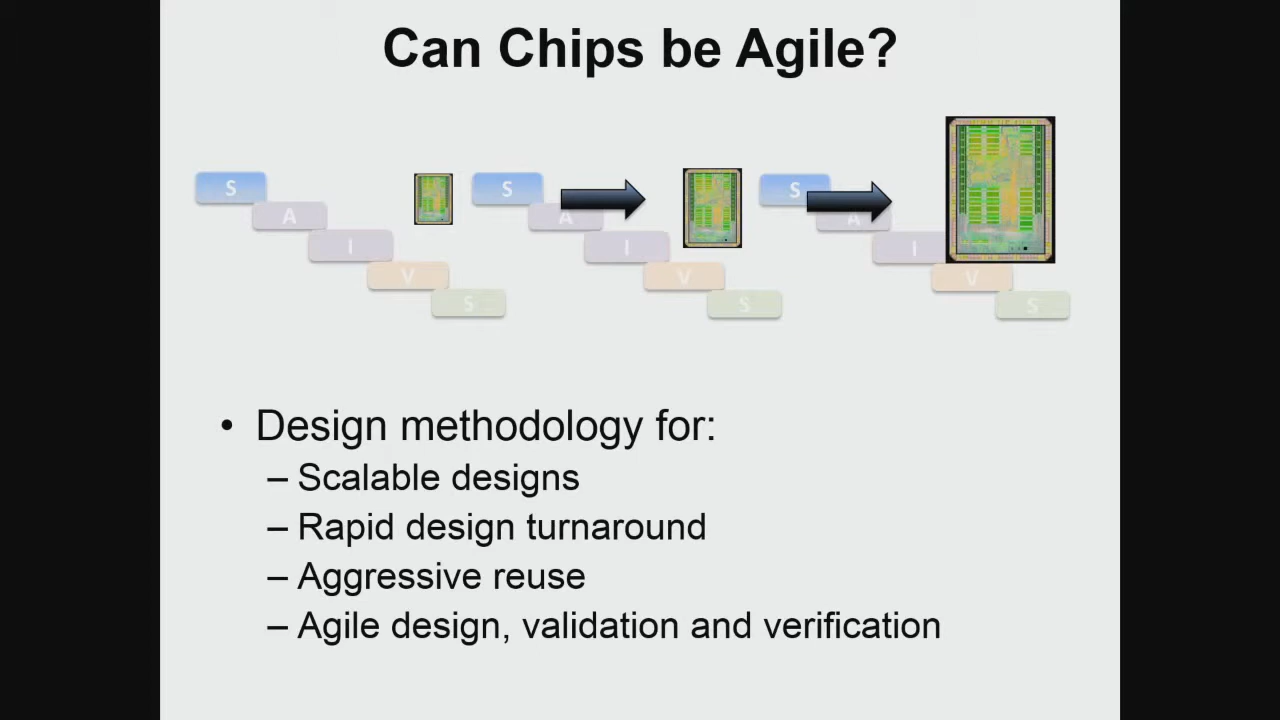 Can Chips be Agile?
S S S
A A A
I I I
V V V
S S S
• Design methodology for:
– Scalable designs
– Rapid design turnaround
– Aggressive reuse
– Agile design, validation and verification